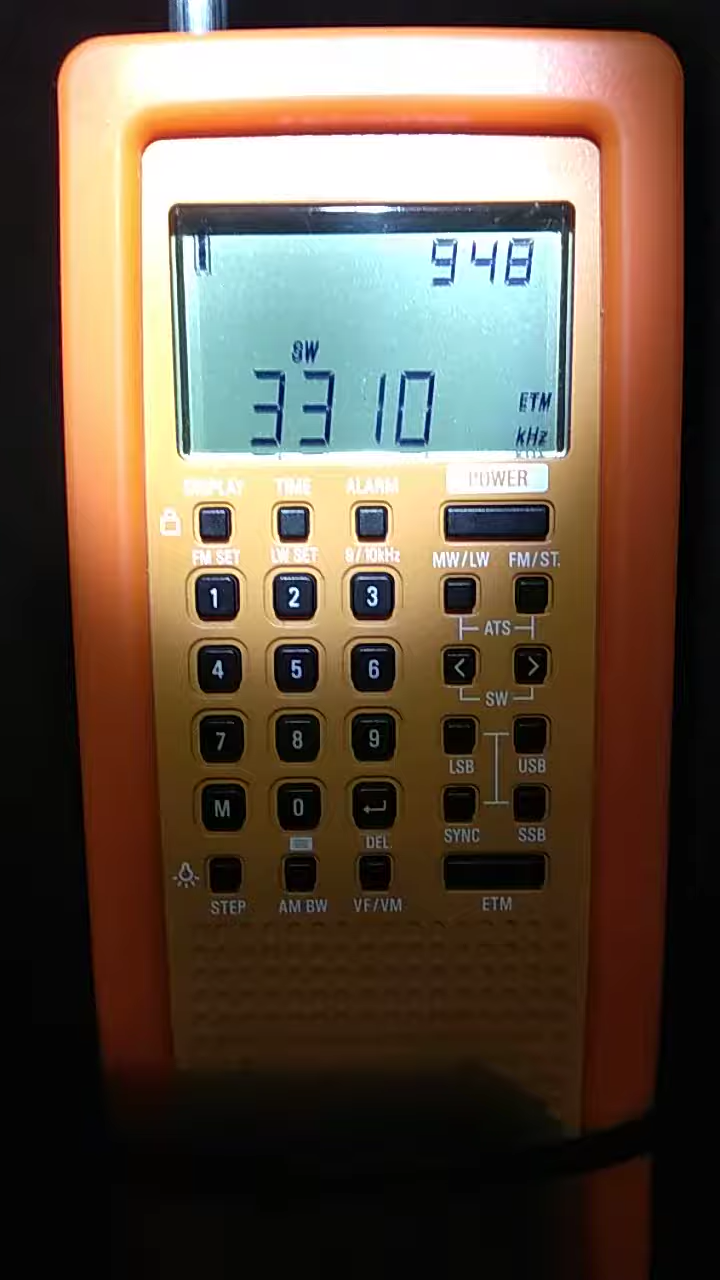 948
SW
3310
ETM
kHz
DISPLAY TIME ALARM POWER
FM SET LW SET 9/10kHz MW/LW FM/ST.
1 2 3
ATS
4 5 6 < >
SW
7 8 9
LSB USB
M 0
SYNC SSB
DEL
STEP AM BW VF/VM ETM